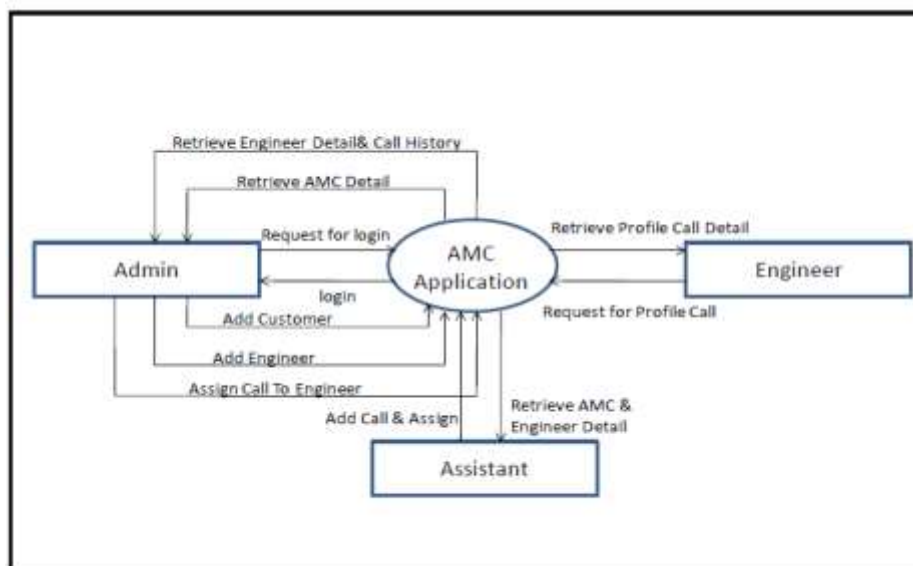 Retrieve Engineer Detail& Call History
Retrieve AMC Detail
Request for login
Retrieve Profile Call Detail
Admin
AMC
Application
Engineer
login
Request for Profile Call
Add Customer
Add Engineer
Assign Call To Engineer
Add Call & Assign
Retrieve AMC &
Engineer Detail
Assistant